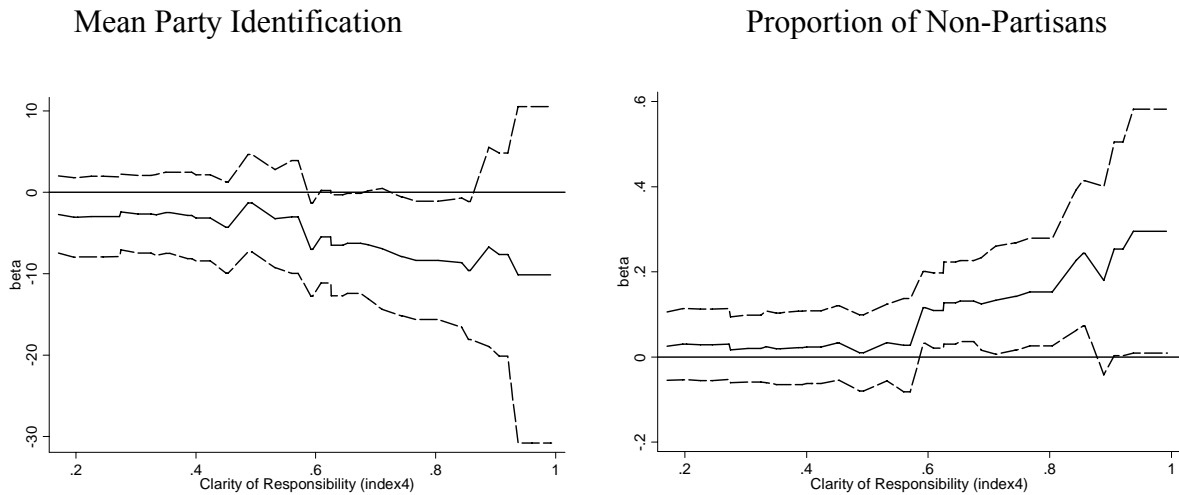 Mean Party Identification
Proportion of Non-Partisans
10
0
-10
-20
-30
beta
.2 .4 .6 .8 1
Clarity of Responsibility (index4)
.6
.4
.2
0
-.2
beta
.2 .4 .6 .8 1
Clarity of Responsibility (index4)